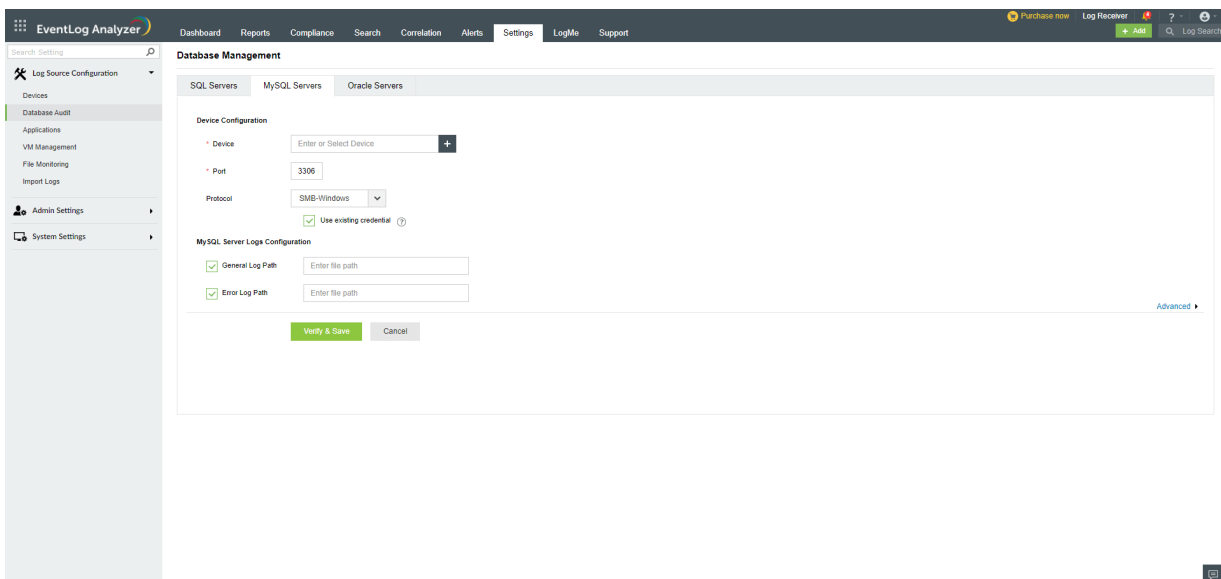 Purchase now Log Receiver 4 ?
EventLog Analyzer
Dashboard Reports Compliance Search Correlation Alerts Settings LogMe Support
+ Add Log Search
Search Setting
Database Management
Log Source Configuration
SQL Servers MySQL Servers Oracle Servers
Devices
Database Audit
Applications
VM Management
File Monitoring
Import Logs
Admin Settings
System Settings
Device Configuration
* Device Enter or Select Device +
* Port 3306
Protocol SMB-Windows
Use existing credential ?
MySQL Server Logs Configuration
General Log Path Enter file path
Error Log Path Enter file path
Advanced
Verify & Save Cancel